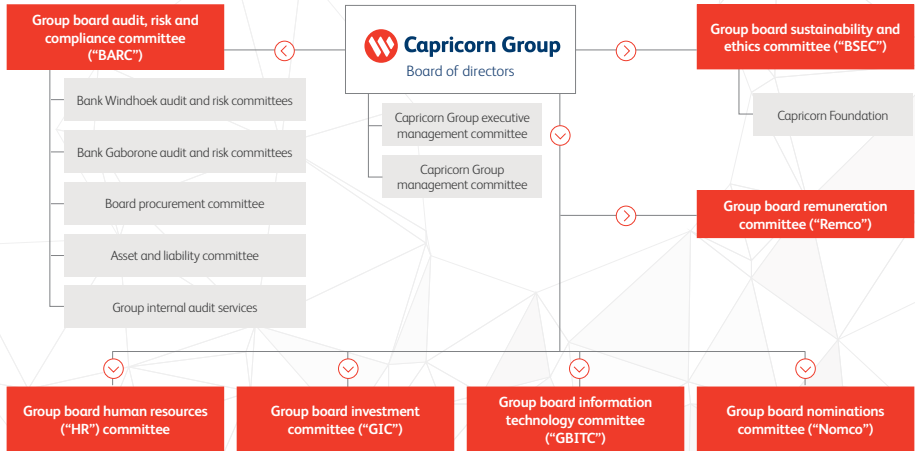 Group board audit, risk and
compliance committee
(“BARC”)
Bank Windhoek audit and risk committees
Bank Gaborone audit and risk committees
Board procurement committee
Asset and liability committee
Group internal audit services
Capricorn Group
Board of directors
Capricorn Group executive
management committee
Capricorn Group
management committee
Group board sustainability and
ethics committee (“BSEC”)
Capricorn Foundation
Group board remuneration
committee (“Remco”)
Group board human resources
(“HR”) committee
Group board investment
committee (“GIC”)
Group board information
technology committee
(“GBITC”)
Group board nominations
committee (“Nomco”)